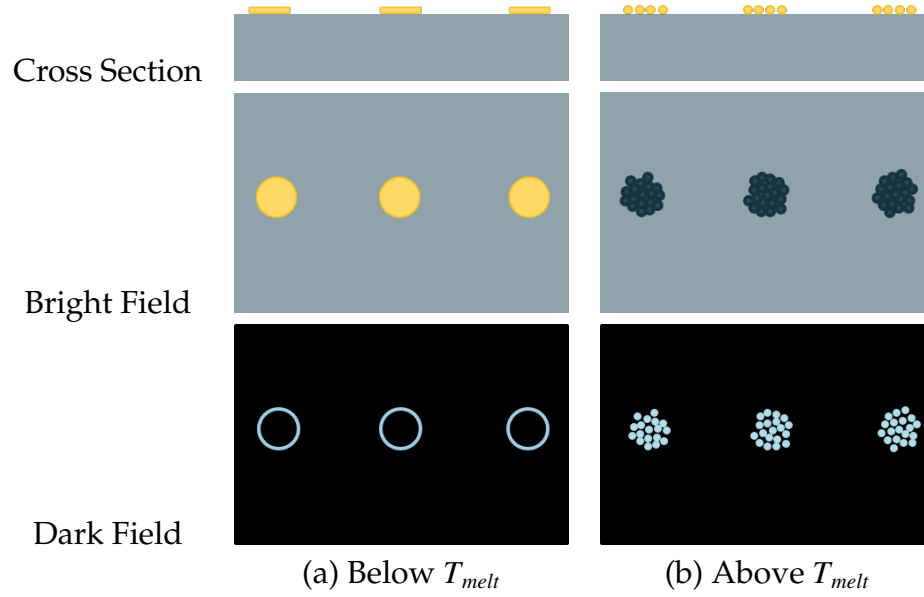 Cross Section
Bright Field
Dark Field
(a) Below T_melt
(b) Above T_melt